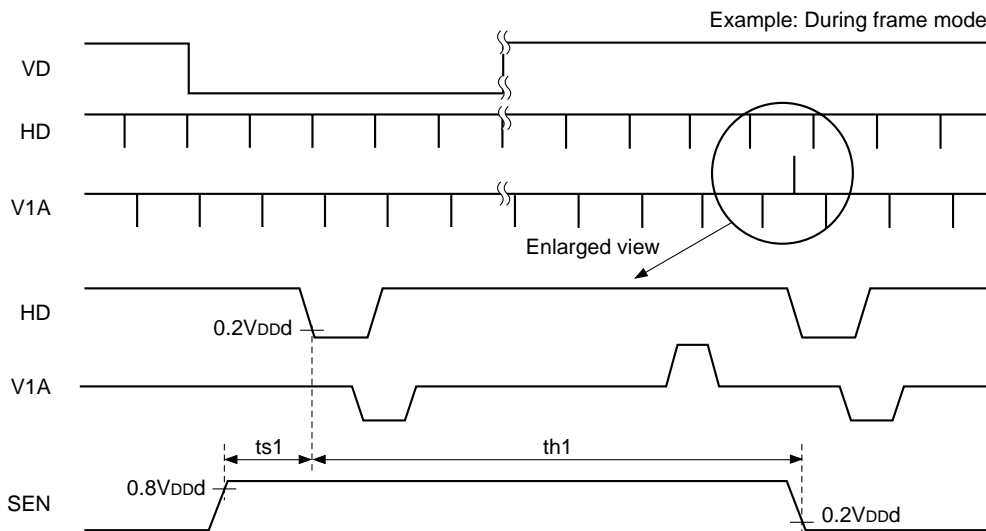 Example: During frame mode
VD
HD
V1A
Enlarged view
HD
0.2VDDd
V1A
ts1
th1
0.8VDDd
SEN
0.2VDDd